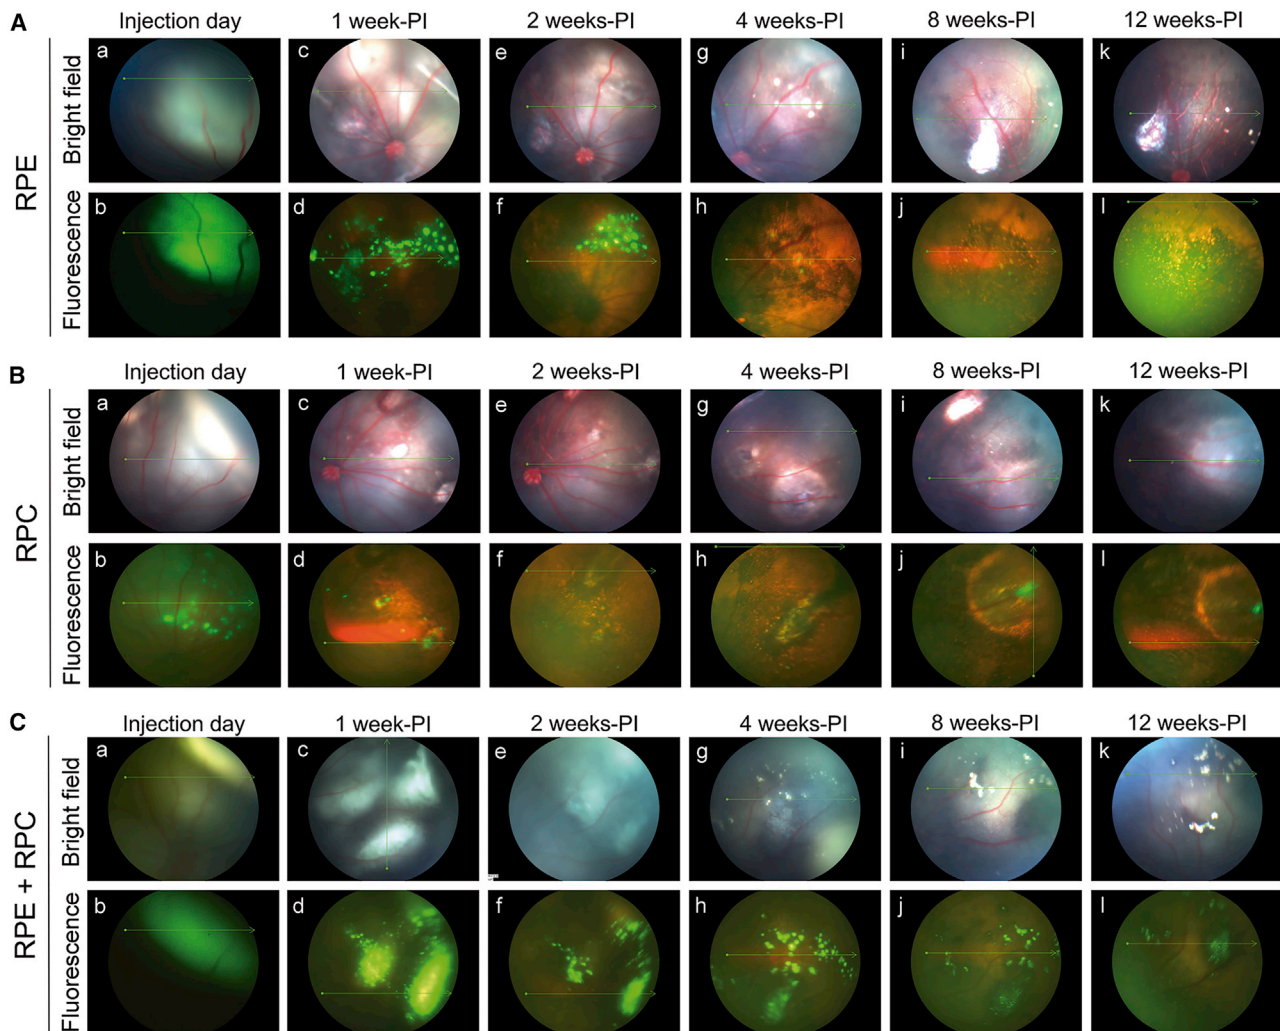 A
Injection day 1 week-PI 2 weeks-PI 4 weeks-PI 8 weeks-PI 12 weeks-PI
RPE
Bright field
a c e g i k
Fluorescence
b d f h j l
B
Injection day 1 week-PI 2 weeks-PI 4 weeks-PI 8 weeks-PI 12 weeks-PI
RPC
Bright field
a c e g i k
Fluorescence
b d f h j l
C
Injection day 1 week-PI 2 weeks-PI 4 weeks-PI 8 weeks-PI 12 weeks-PI
RPE + RPC
Bright field
a c e g i k
Fluorescence
b d f h j l